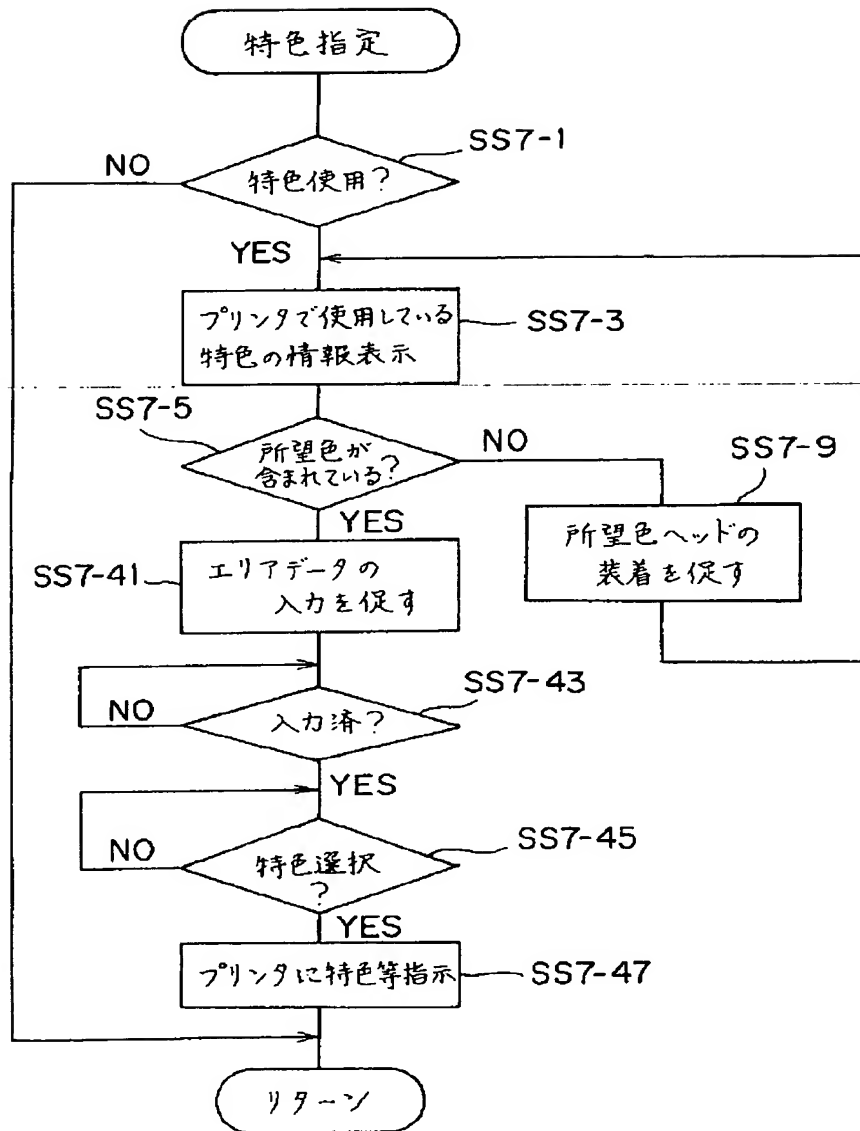 特色指定
SS7-1
NO
特色使用?
YES
プリンタで使用している
特色の情報表示
SS7-3
SS7-5
所望色が
含まれている?
NO
SS7-9
YES
所望色ヘッドの
装着を促す
SS7-41
エリアデータの
入力を促す
SS7-43
NO
入力済?
YES
SS7-45
NO
特色選択
?
YES
プリンタに特色等指示
SS7-47
リターン